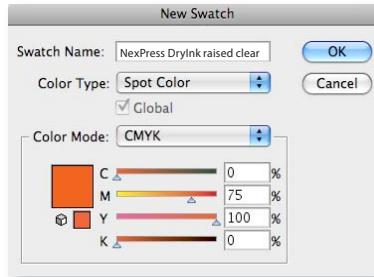 New Swatch
Swatch Name: NexPress DryInk raised clear OK
Color Type: Spot Color Cancel
Global
Color Mode: CMYK
C 0 %
M 75 %
Y 100 %
K 0 %